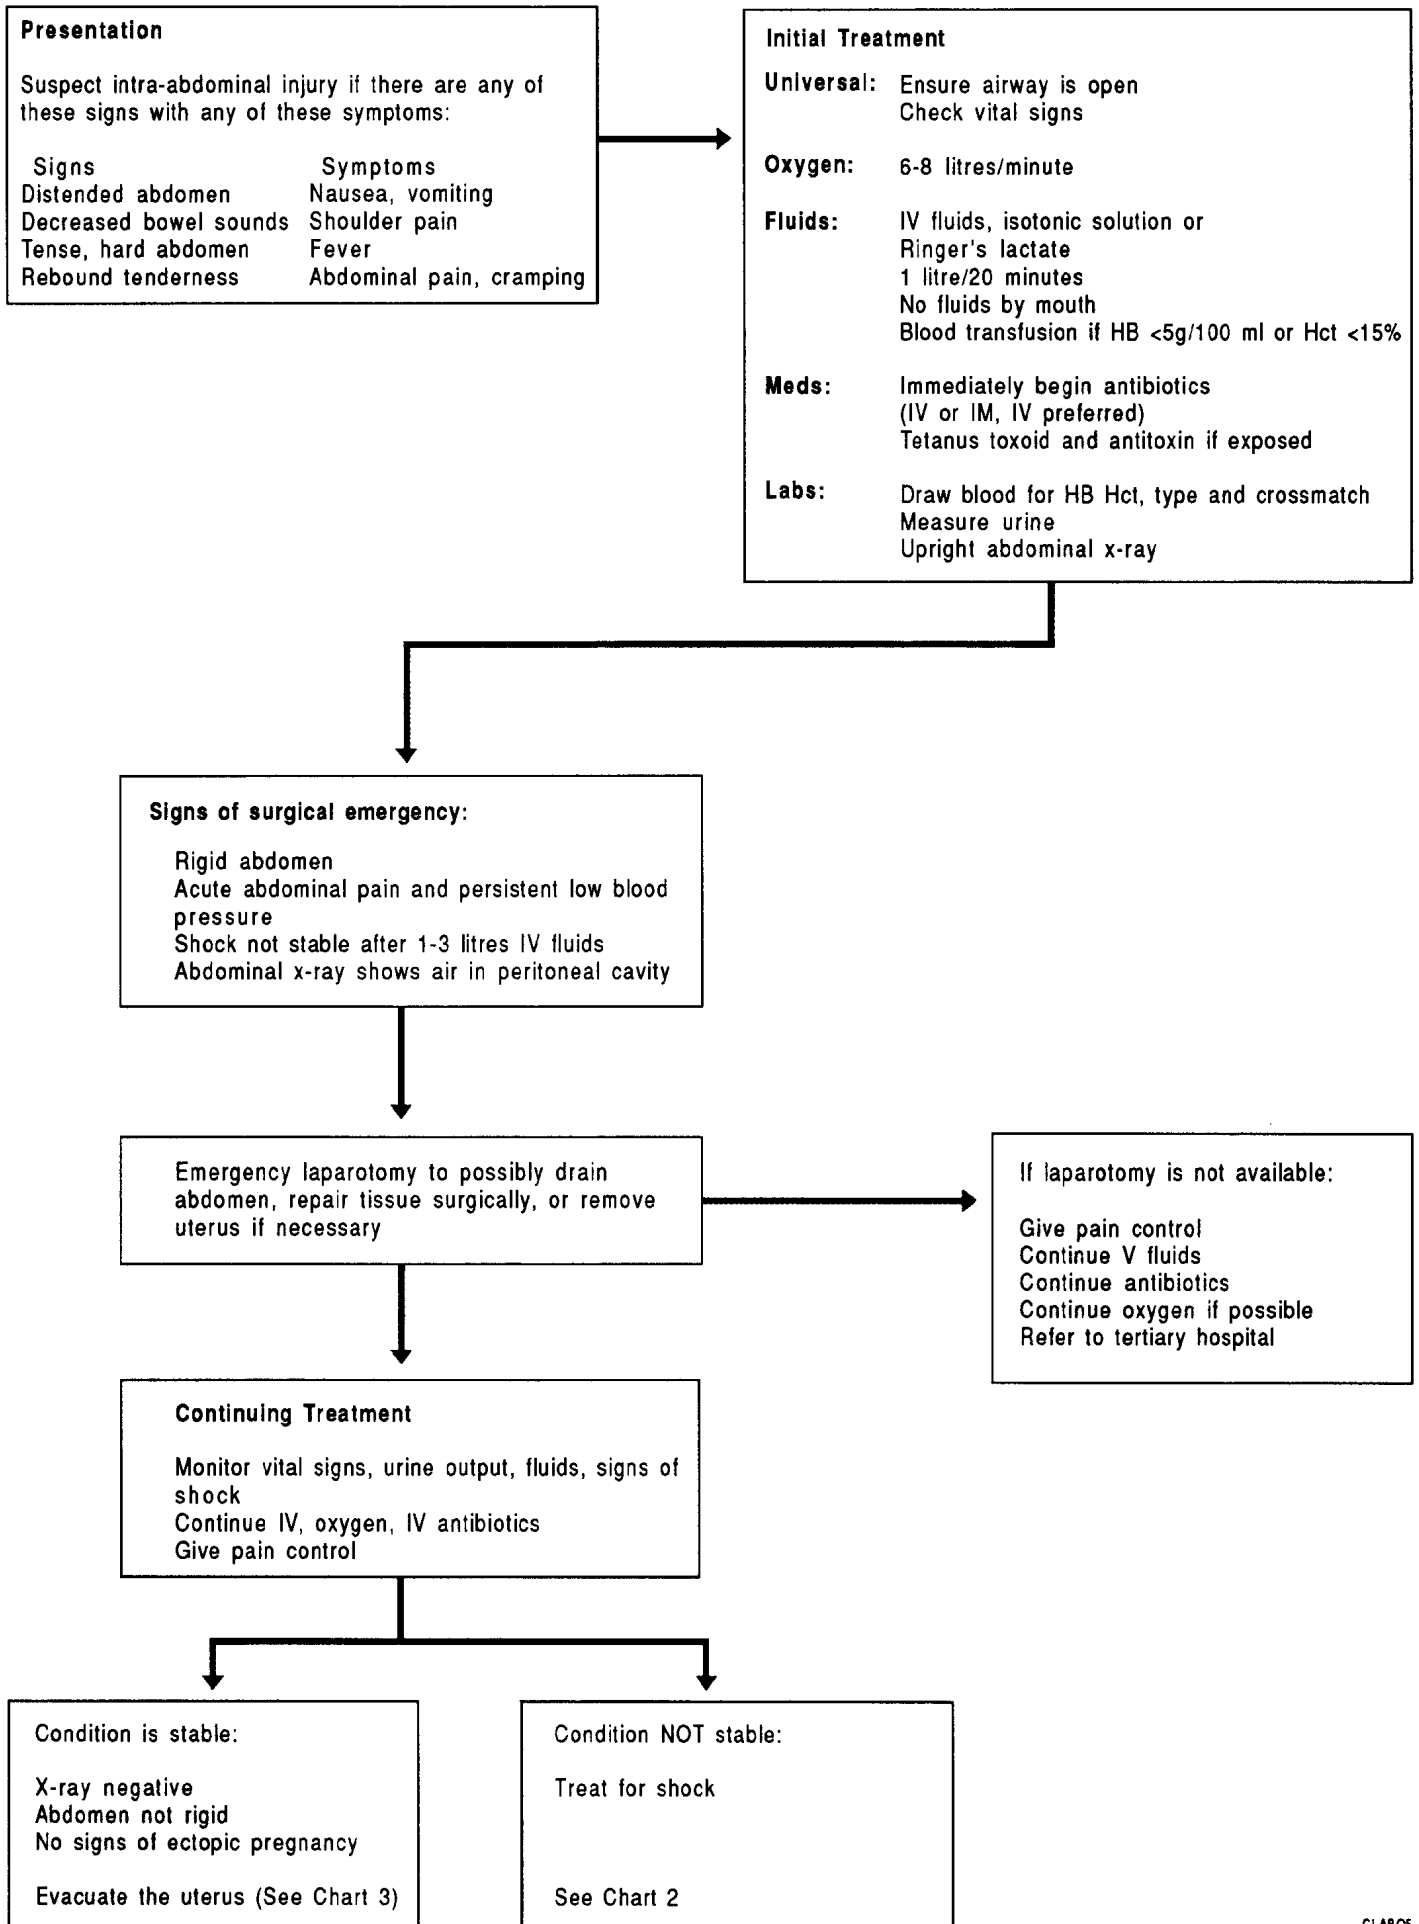 Presentation
Suspect intra-abdominal injury if there are any of
these signs with any of these symptoms:
Signs Symptoms
Distended abdomen Nausea, vomiting
Decreased bowel sounds Shoulder pain
Tense, hard abdomen Fever
Rebound tenderness Abdominal pain, cramping
Initial Treatment
Universal: Ensure airway is open
Check vital signs
Oxygen: 6-8 litres/minute
Fluids: IV fluids, isotonic solution or
Ringer's lactate
1 litre/20 minutes
No fluids by mouth
Blood transfusion if HB <5g/100 ml or Hct <15%
Meds: Immediately begin antibiotics
(IV or IM, IV preferred)
Tetanus toxoid and antitoxin if exposed
Labs: Draw blood for HB Hct, type and crossmatch
Measure urine
Upright abdominal x-ray
Signs of surgical emergency:
Rigid abdomen
Acute abdominal pain and persistent low blood
pressure
Shock not stable after 1-3 litres IV fluids
Abdominal x-ray shows air in peritoneal cavity
Emergency laparotomy to possibly drain
abdomen, repair tissue surgically, or remove
uterus if necessary
If laparotomy is not available:
Give pain control
Continue V fluids
Continue antibiotics
Continue oxygen if possible
Refer to tertiary hospital
Continuing Treatment
Monitor vital signs, urine output, fluids, signs of
shock
Continue IV, oxygen, IV antibiotics
Give pain control
Condition is stable:
X-ray negative
Abdomen not rigid
No signs of ectopic pregnancy
Evacuate the uterus (See Chart 3)
Condition NOT stable:
Treat for shock
See Chart 2